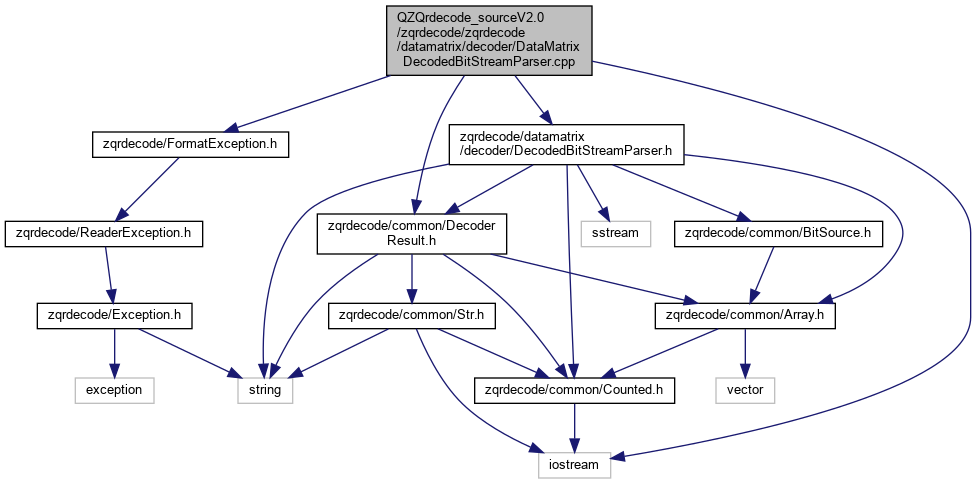 QZQrdecode_sourceV2.0
/zqrdecode/zqrdecode
/datamatrix/decoder/DataMatrix
DecodedBitStreamParser.cpp
zqrdecode/FormatException.h
zqrdecode/datamatrix
/decoder/DecodedBitStreamParser.h
zqrdecode/ReaderException.h
zqrdecode/common/Decoder
Result.h
sstream
zqrdecode/common/BitSource.h
zqrdecode/Exception.h
zqrdecode/common/Str.h
zqrdecode/common/Array.h
exception
string
zqrdecode/common/Counted.h
vector
iostream